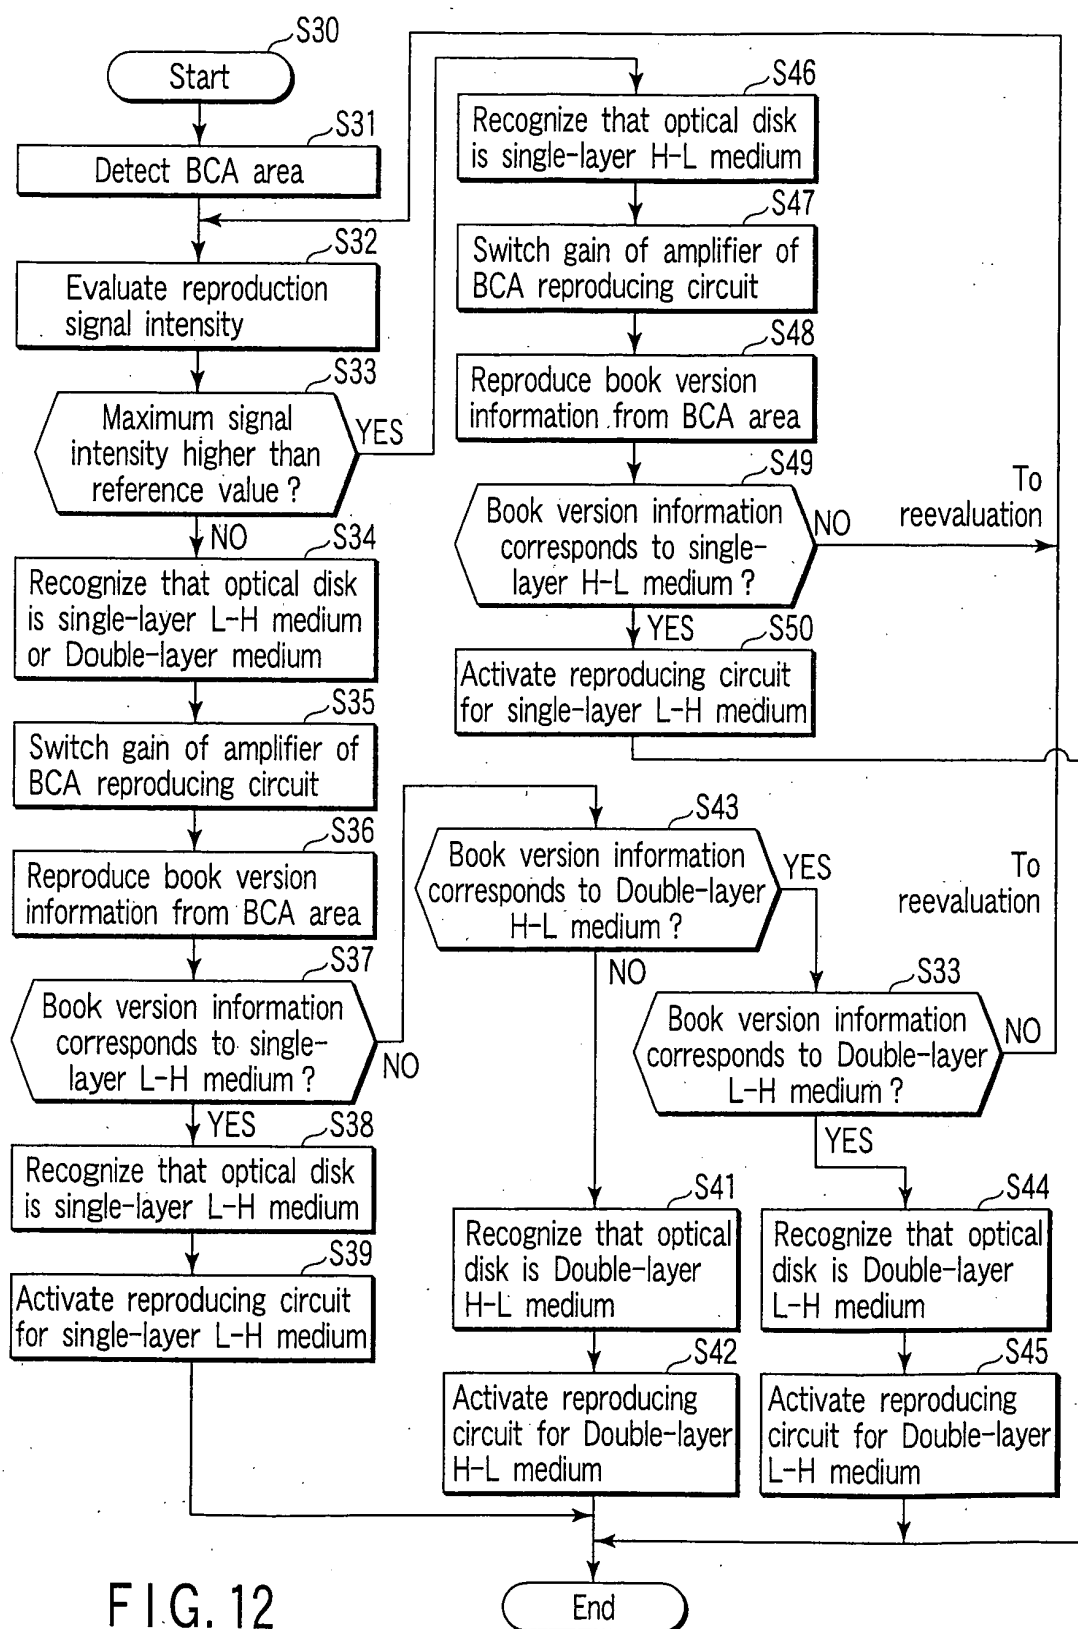 S30
Start
S31
Detect BCA area
S32
Evaluate reproduction
signal intensity
S33
Maximum signal
intensity higher than
reference value ?
YES
NO
S34
Recognize that optical disk
is single-layer L-H medium
or Double-layer medium
S35
Switch gain of amplifier of
BCA reproducing circuit
S36
Reproduce book version
information from BCA area
S37
Book version information
corresponds to single-
layer L-H medium ?
NO
YES
S38
Recognize that optical disk
is single-layer L-H medium
S39
Activate reproducing circuit
for single-layer L-H medium
S46
Recognize that optical disk
is single-layer H-L medium
S47
Switch gain of amplifier of
BCA reproducing circuit
S48
Reproduce book version
information from BCA area
S49
Book version information
corresponds to single-
layer H-L medium ?
NO
To
reevaluation
YES
S50
Activate reproducing circuit
for single-layer L-H medium
S43
Book version information
corresponds to Double-layer
H-L medium ?
YES
NO
To
reevaluation
S33
Book version information
corresponds to Double-layer
L-H medium ?
NO
YES
S41
Recognize that optical
disk is Double-layer
H-L medium
S42
Activate reproducing
circuit for Double-layer
H-L medium
S44
Recognize that optical
disk is Double-layer
L-H medium
S45
Activate reproducing
circuit for Double-layer
L-H medium
End
FIG. 12